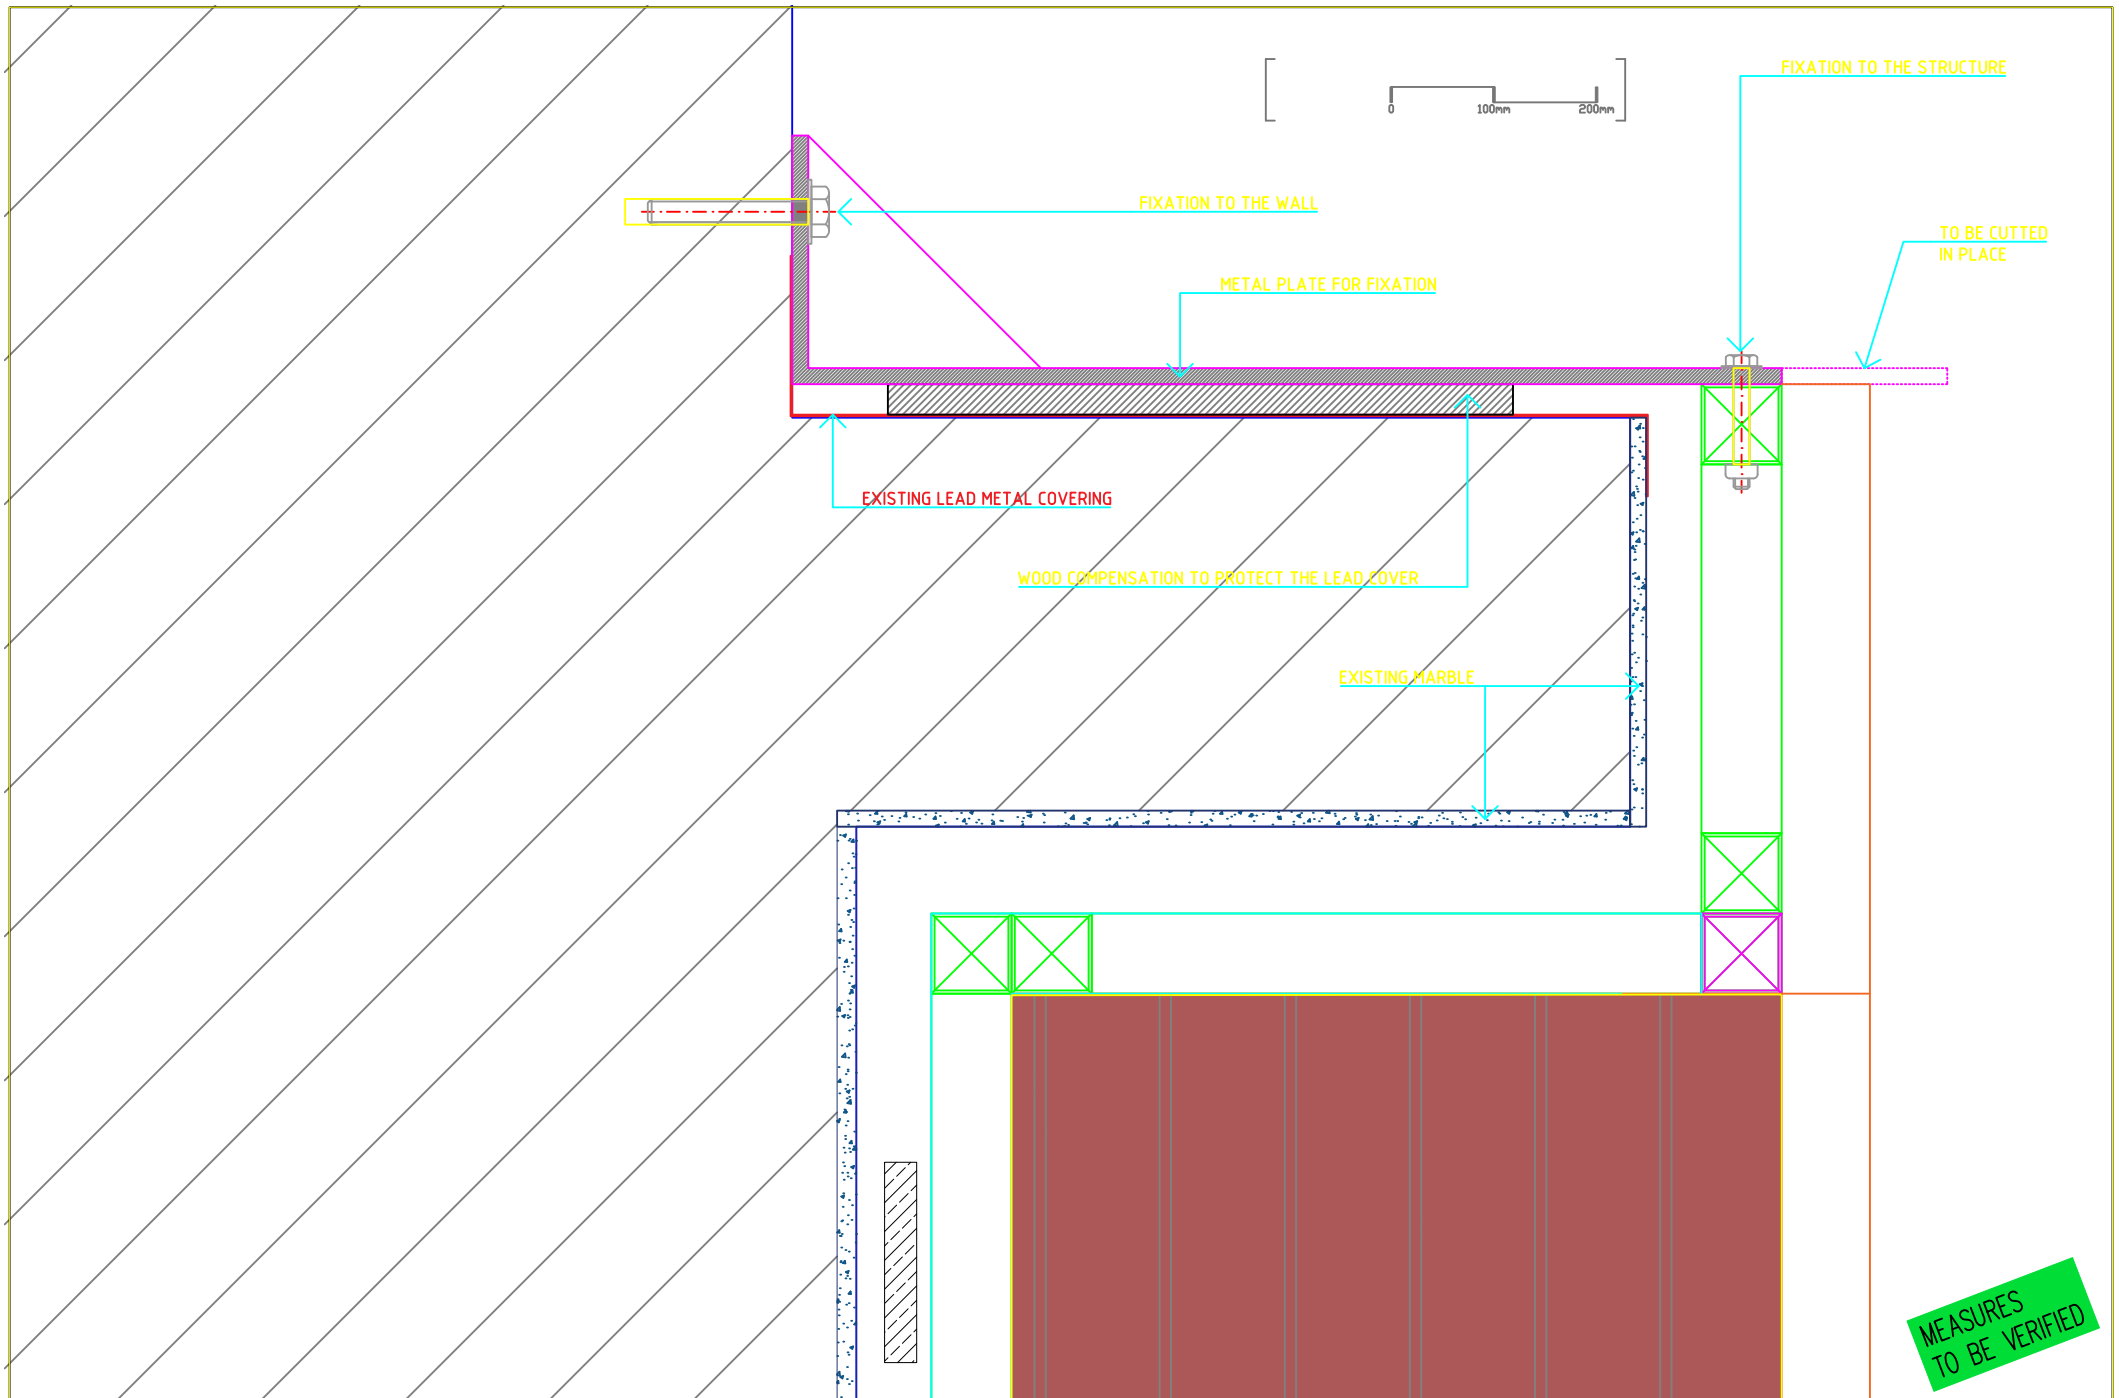 FIXATION TO THE STRUCTURE
0 100mm 200mm
FIXATION TO THE WALL
TO BE CUTTED
IN PLACE
METAL PLATE FOR FIXATION
EXISTING LEAD METAL COVERING
WOOD COMPENSATION TO PROTECT THE LEAD COVER
EXISTING MARBLE
MEASURES
TO BE VERIFIED